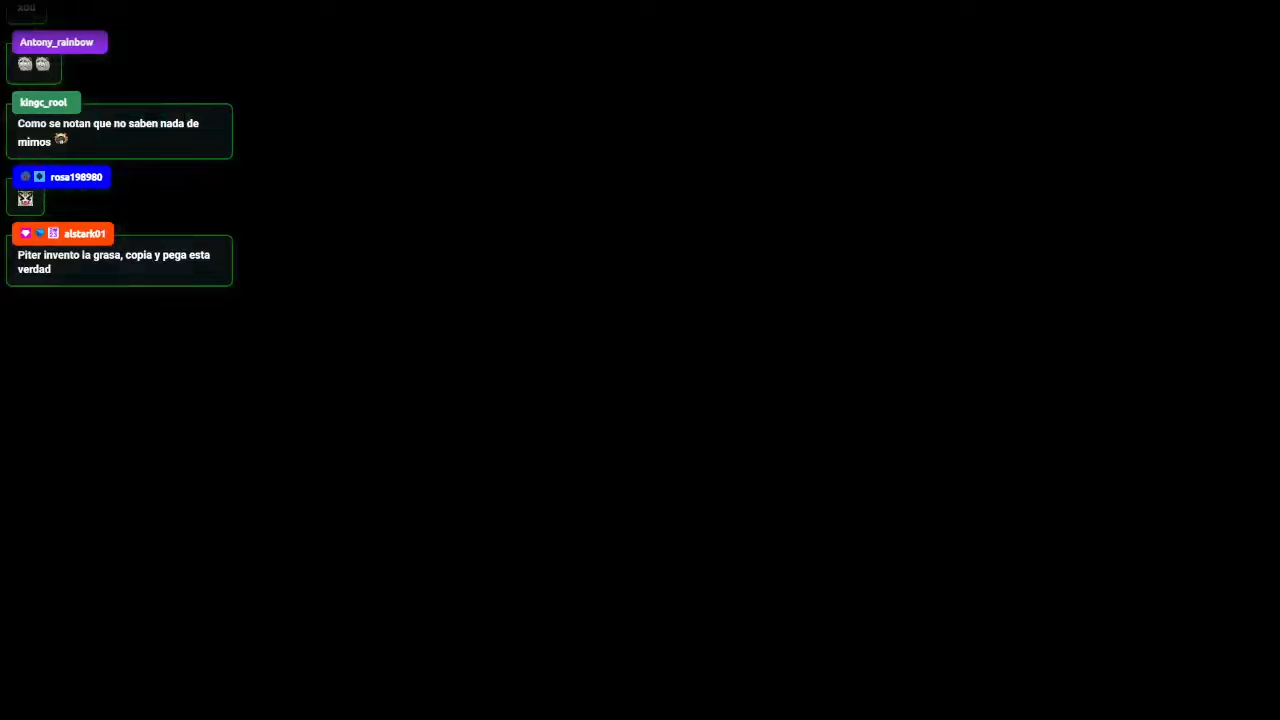 Antony_rainbow
kingc_rool
Como se notan que no saben nada de
mimos
rosa198980
alstark01
Piter invento la grasa, copia y pega esta
verdad